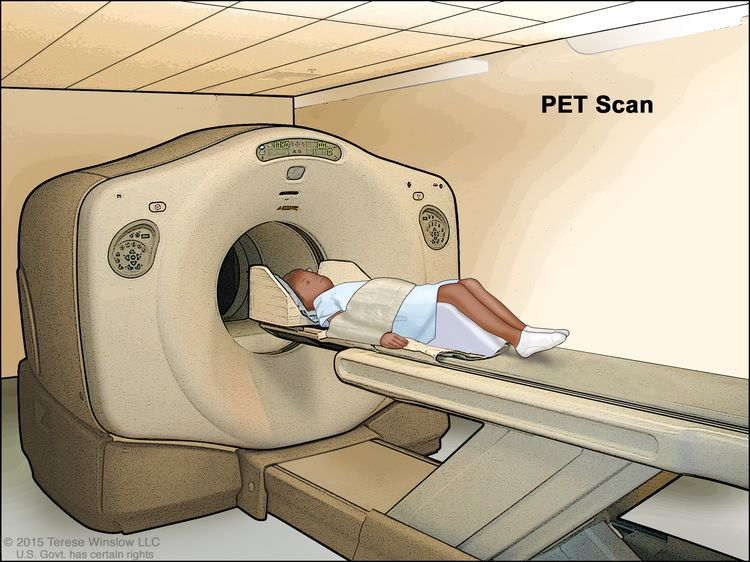 PET Scan
© 2015 Terese Winslow LLC
U.S. Govt. has certain rights